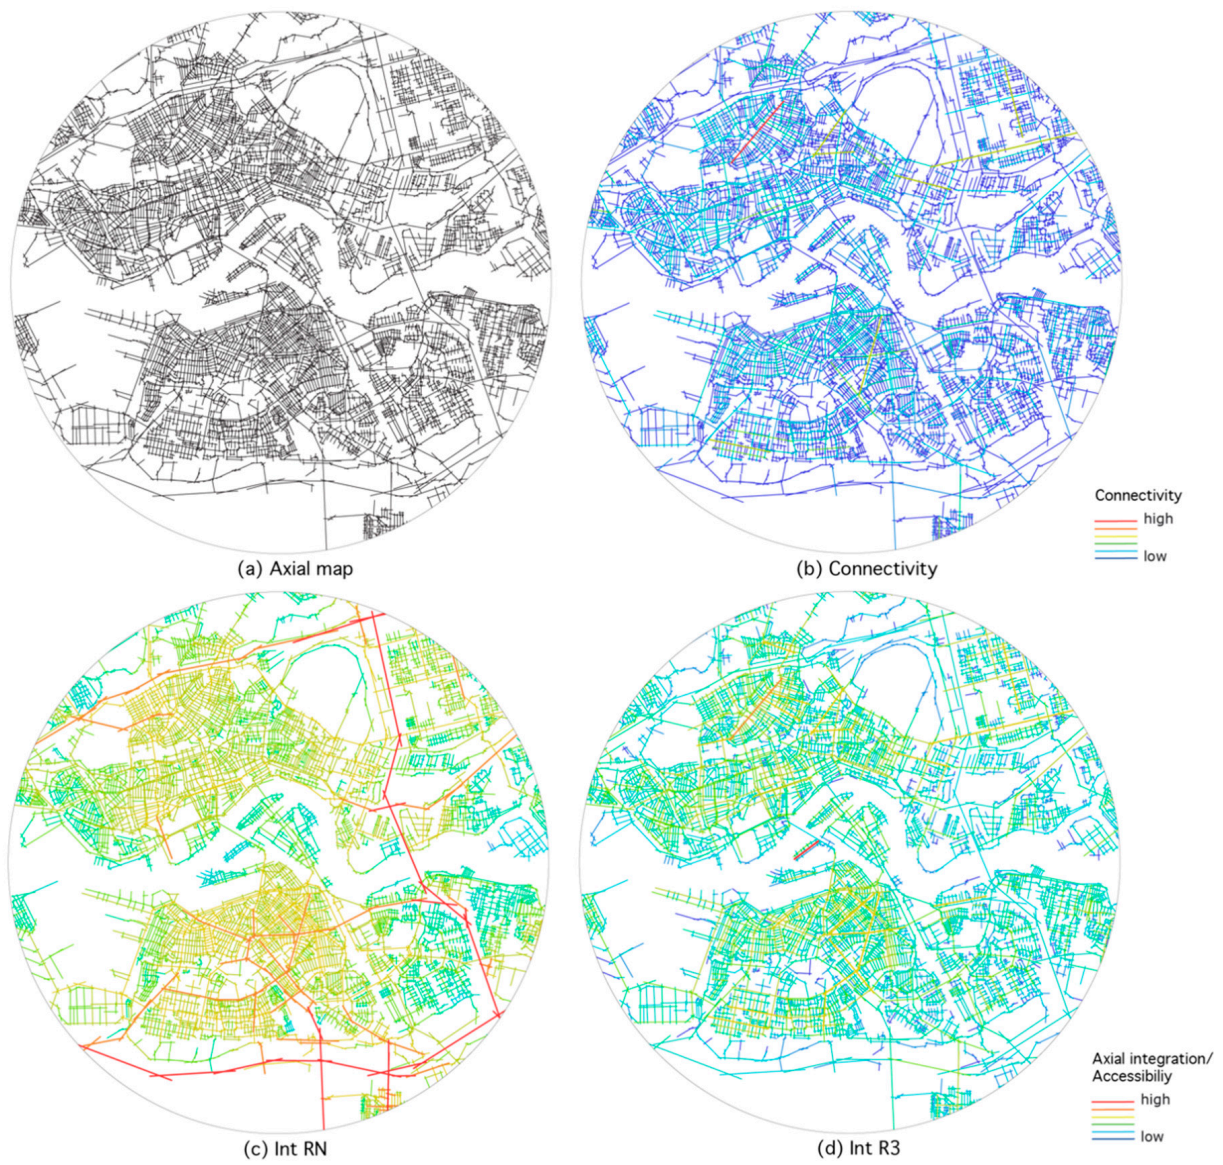 Connectivity
high
low
(a) Axial map
(b) Connectivity
Axial integration/
Accessibiliy
high
low
(c) Int RN
(d) Int R3